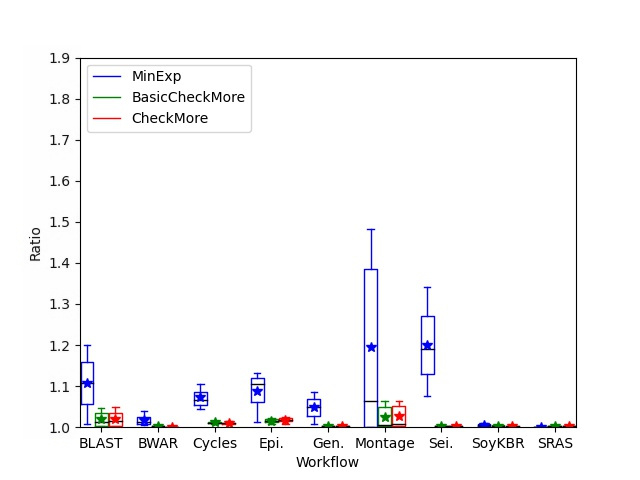 1.9
1.8
1.7
1.6
1.5
1.4
1.3
1.2
1.1
1.0
Ratio
MinExp
BasicCheckMore
CheckMore
BLAST BWAR Cycles Epi. Gen. Montage Sei. SoyKBR SRAS
Workflow